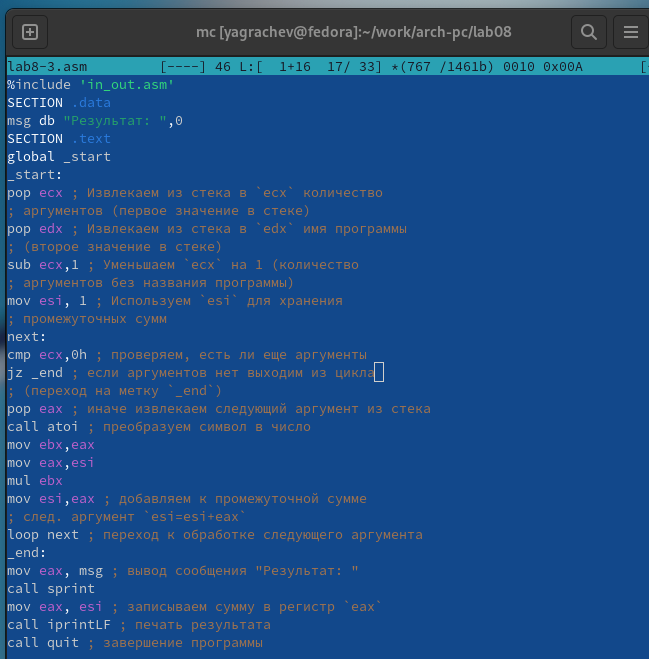 mc [yagrachev@fedora]:~/work/arch-pc/lab08
lab8-3.asm [----] 46 L:[ 1+16 17/ 33] *(767 /1461b) 0010 0x00A [
%include 'in_out.asm'
SECTION .data
msg db "Результат: ",0
SECTION .text
global _start
_start:
pop ecx ; Извлекаем из стека в `ecx` количество
; аргументов (первое значение в стеке)
pop edx ; Извлекаем из стека в `edx` имя программы
; (второе значение в стеке)
sub ecx,1 ; Уменьшаем `ecx` на 1 (количество
; аргументов без названия программы)
mov esi, 1 ; Используем `esi` для хранения
; промежуточных сумм
next:
cmp ecx,0h ; проверяем, есть ли еще аргументы
jz _end ; если аргументов нет выходим из цикла
; (переход на метку `_end`)
pop eax ; иначе извлекаем следующий аргумент из стека
call atoi ; преобразуем символ в число
mov ebx,eax
mov eax,esi
mul ebx
mov esi,eax ; добавляем к промежуточной сумме
; след. аргумент `esi=esi+eax`
loop next ; переход к обработке следующего аргумента
_end:
mov eax, msg ; вывод сообщения "Результат: "
call sprint
mov eax, esi ; записываем сумму в регистр `eax`
call iprintLF ; печать результата
call quit ; завершение программы